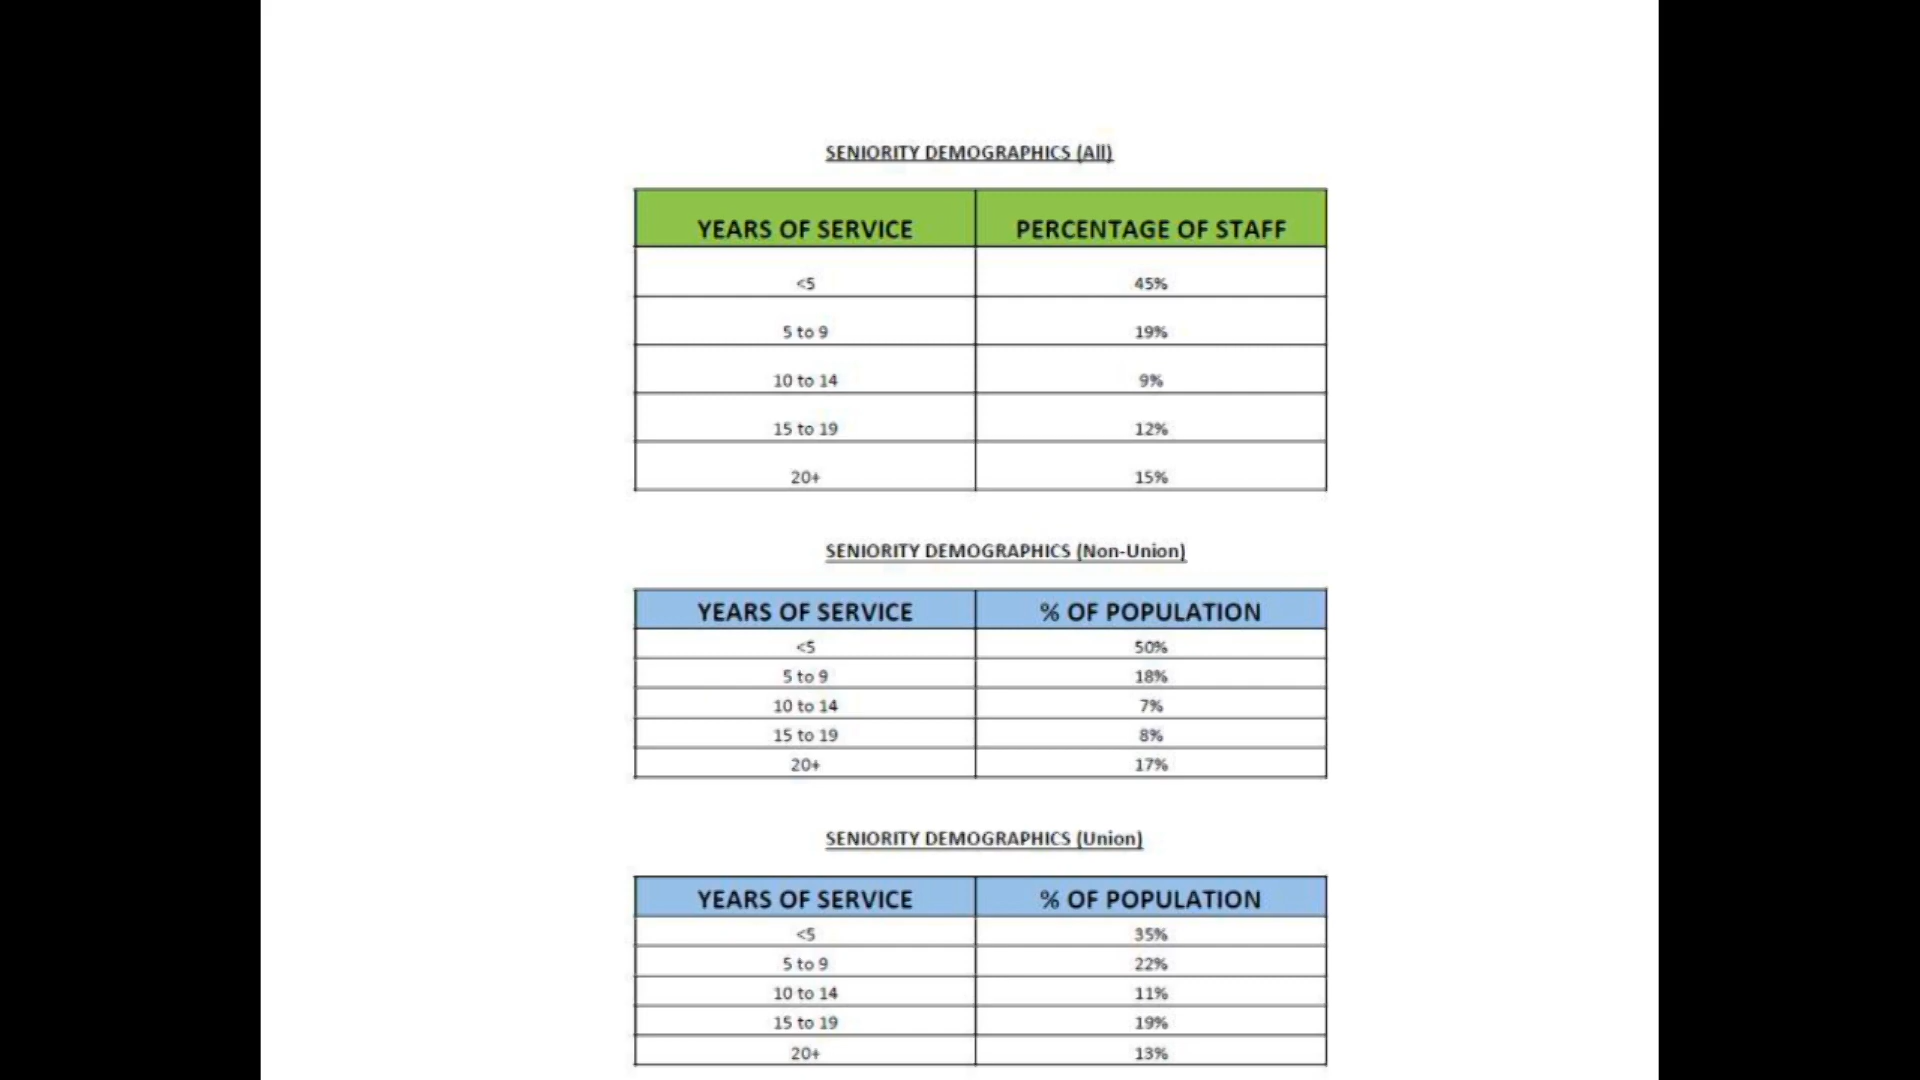 SENIORITY DEMOGRAPHICS (All)
YEARS OF SERVICE PERCENTAGE OF STAFF
<5 45%
5 to 9 19%
10 to 14 9%
15 to 19 12%
20+ 15%
SENIORITY DEMOGRAPHICS (Non-Union)
YEARS OF SERVICE % OF POPULATION
<5 50%
5 to 9 18%
10 to 14 7%
15 to 19 8%
20+ 17%
SENIORITY DEMOGRAPHICS (Union)
YEARS OF SERVICE % OF POPULATION
<5 35%
5 to 9 22%
10 to 14 11%
15 to 19 19%
20+ 13%